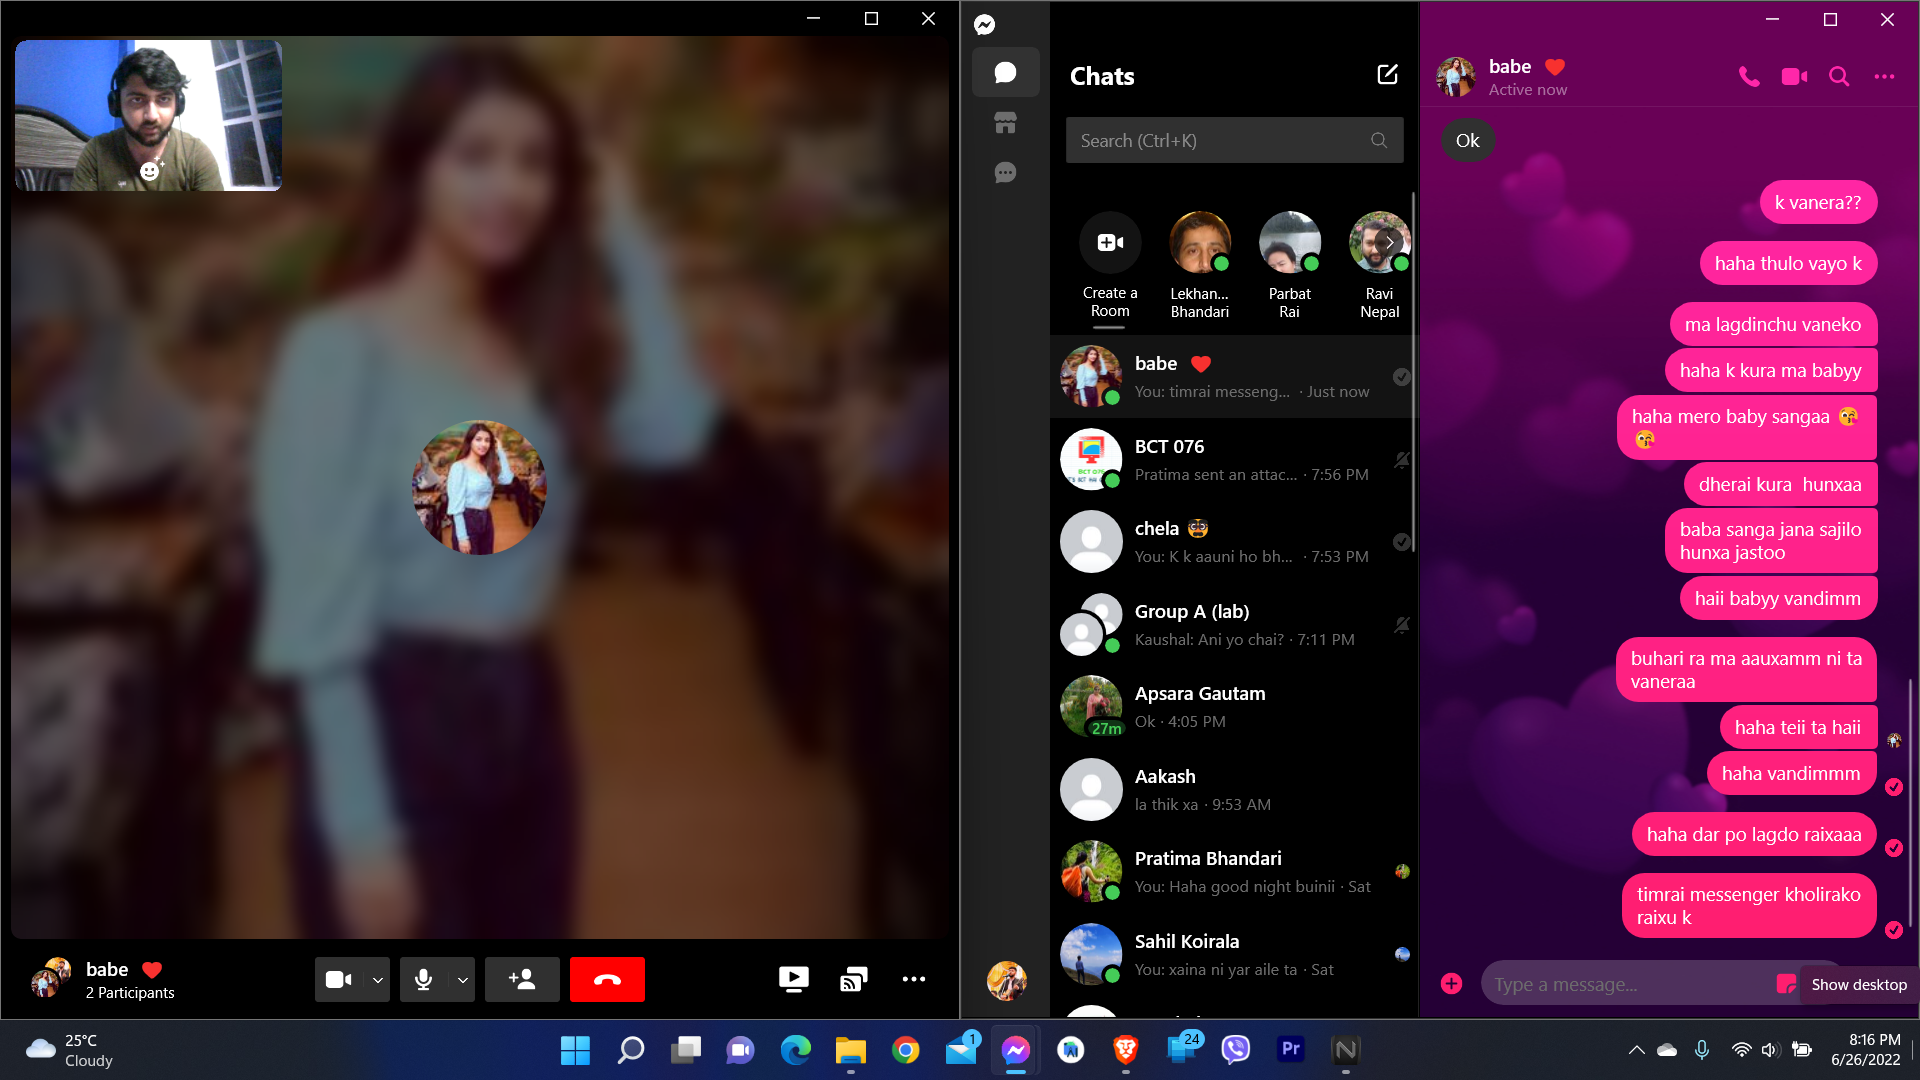 babe ❤
2 Participants
Chats
Search (Ctrl+K)
Create a
Room
Lekhan...
Bhandari
Parbat
Rai
Ravi
Nepal
babe ❤
You: timrai messeng... · Just now
BCT 076
Pratima sent an attac... · 7:56 PM
chela
You: K k aauni ho bh... · 7:53 PM
Group A (lab)
Kaushal: Ani yo chai? · 7:11 PM
Apsara Gautam
Ok · 4:05 PM
27m
Aakash
la thik xa · 9:53 AM
Pratima Bhandari
You: Haha good night buinii · Sat
Sahil Koirala
You: xaina ni yar aile ta · Sat
babe ❤
Active now
Ok
k vanera??
haha thulo vayo k
ma lagdinchu vaneko
haha k kura ma babyy
haha mero baby sangaa 😘
😘
dherai kura  hunxaa
baba sanga jana sajilo
hunxa jastoo
haii babyy vandimm
buhari ra ma aauxamm ni ta
vaneraa
haha teii ta haii
haha vandimmm
haha dar po lagdo raixaaa
timrai messenger kholirako
raixu k
Type a message...
Show desktop
25°C
Cloudy
1
24
Pr
N
8:16 PM
6/26/2022